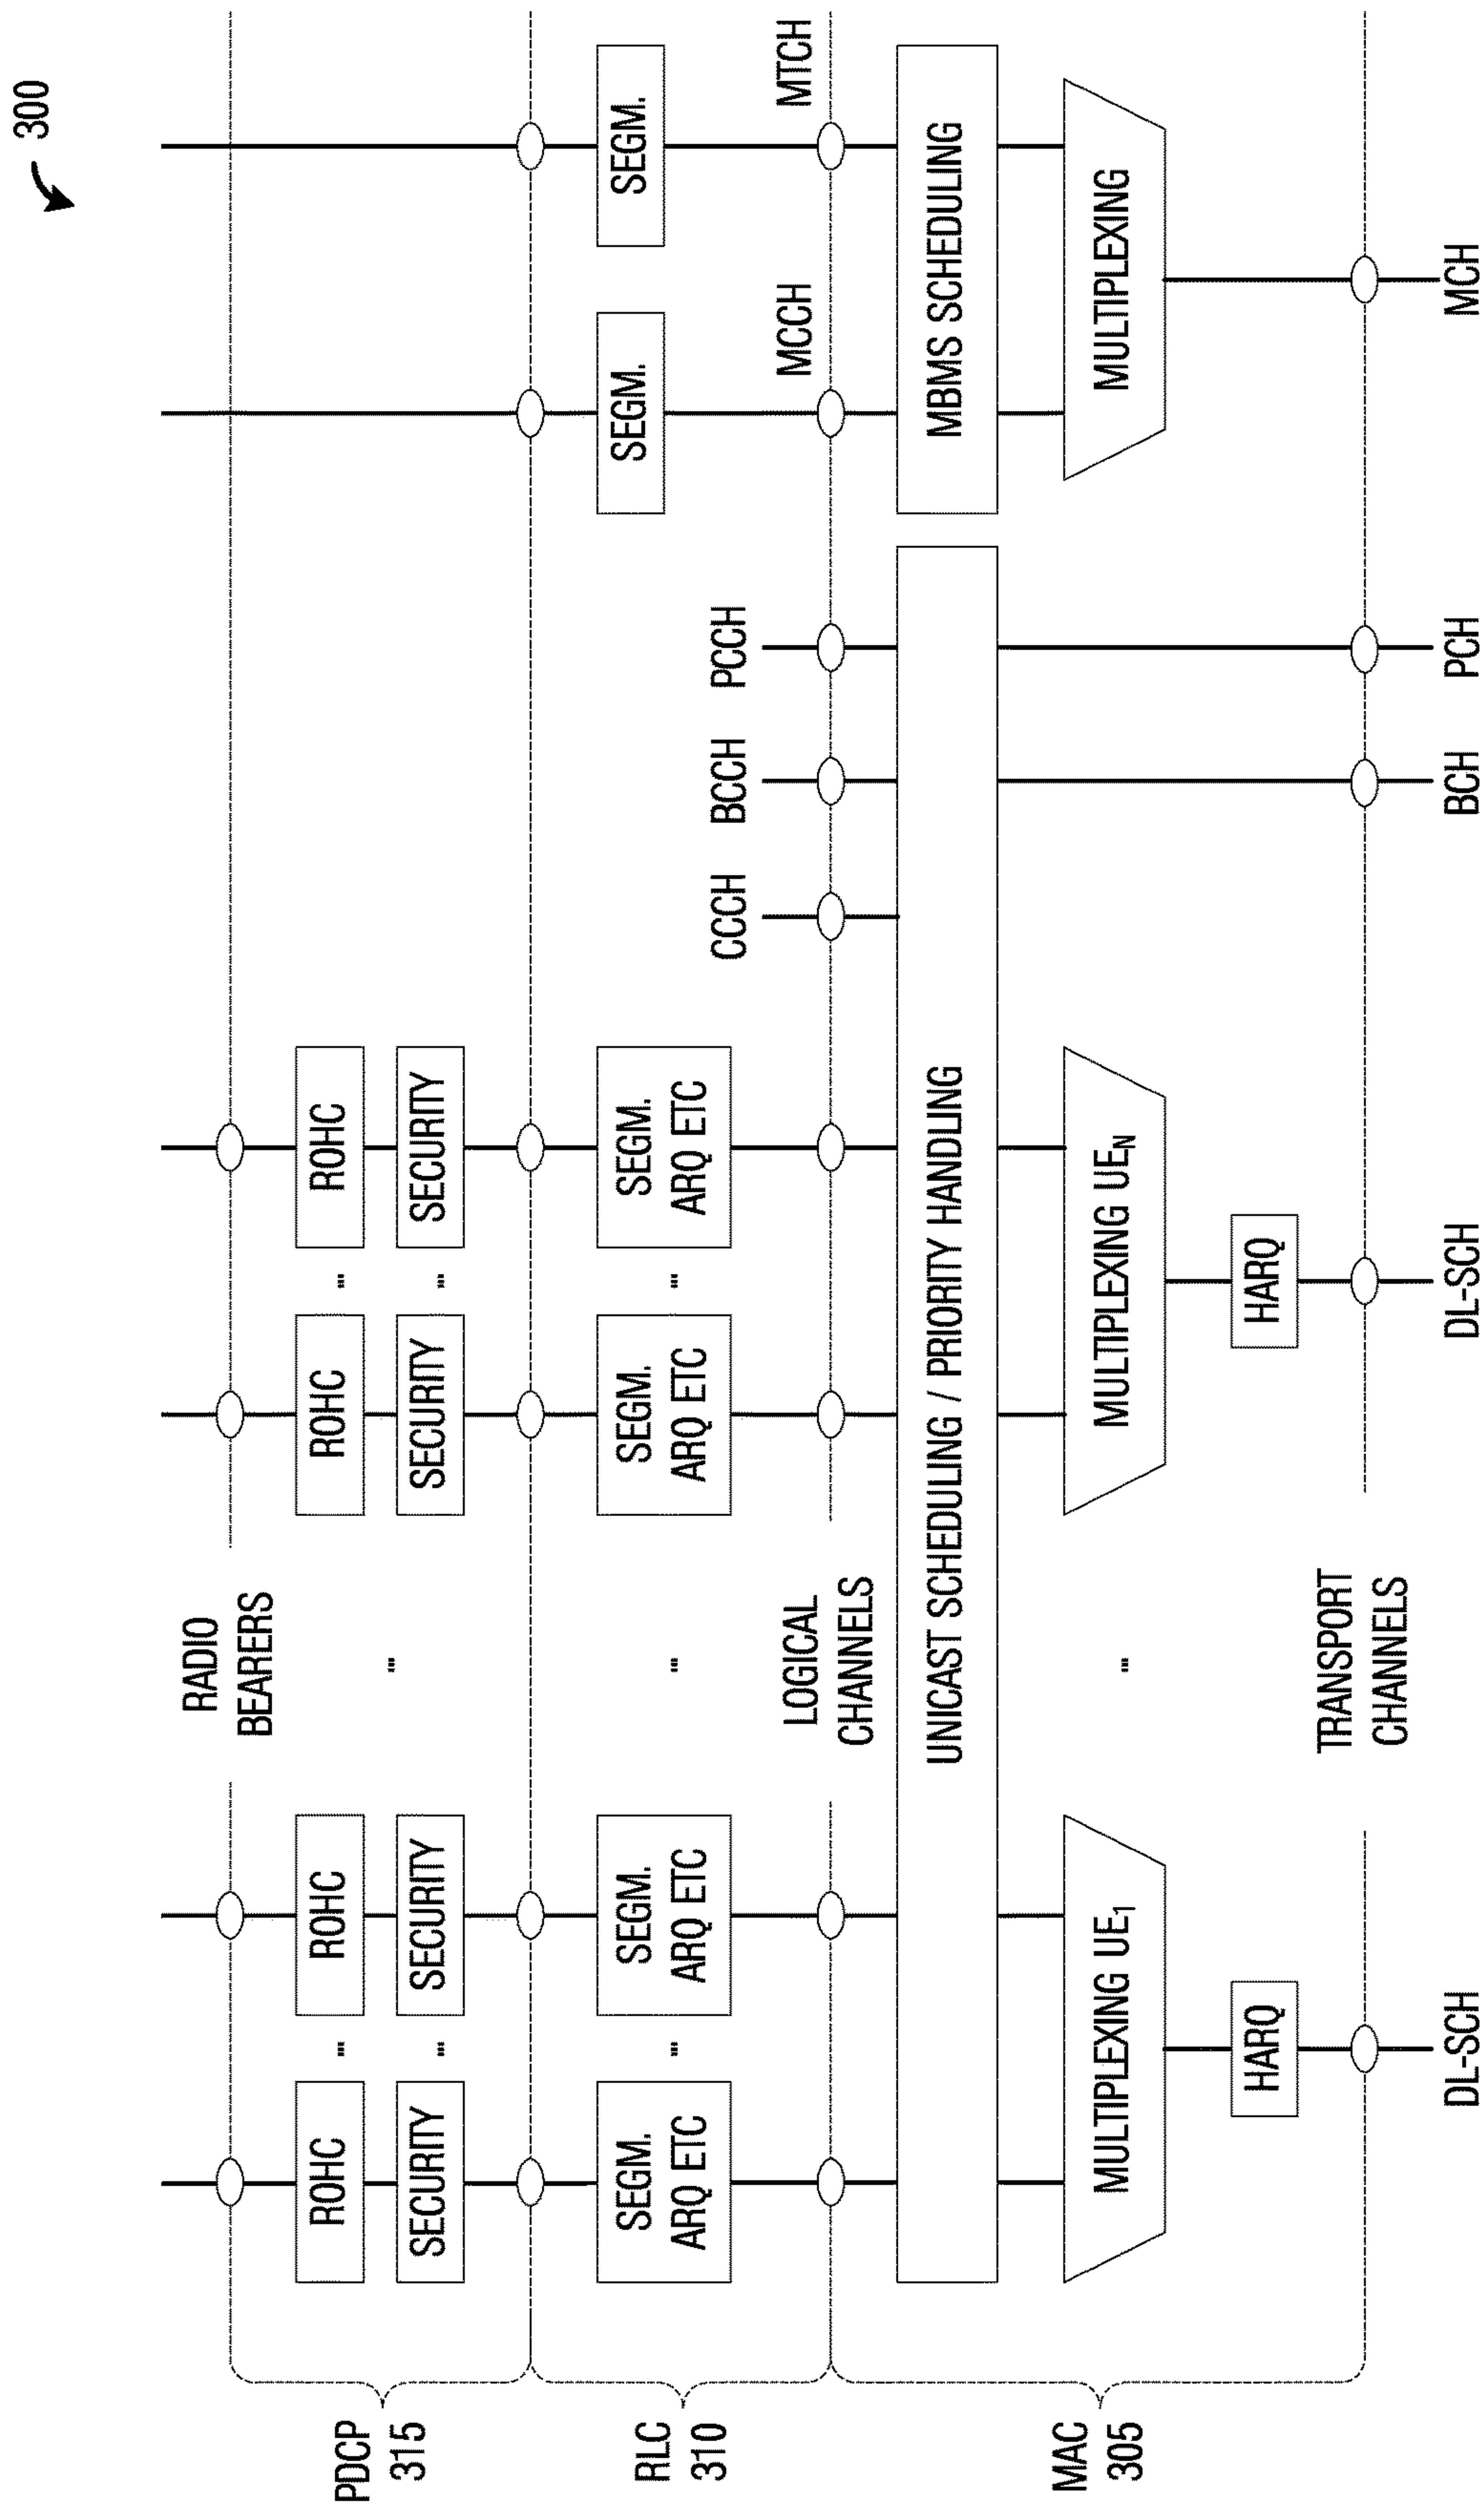 300
RADIO
BEARERS
PDCP
315
ROHC
...
ROHC
...
ROHC
...
ROHC
SECURITY
...
SECURITY
SECURITY
...
SECURITY
RLC
310
SEGM.
ARQ ETC
...
SEGM.
ARQ ETC
...
SEGM.
ARQ ETC
...
SEGM.
ARQ ETC
SEGM.
SEGM.
LOGICAL
CHANNELS
CCCH
BCCH
PCCH
MCCH
MTCH
MAC
305
UNICAST SCHEDULING / PRIORITY HANDLING
MBMS SCHEDULING
MULTIPLEXING UE1
...
MULTIPLEXING UEN
MULTIPLEXING
HARQ
HARQ
TRANSPORT
CHANNELS
DL-SCH
DL-SCH
BCH
PCH
MCH